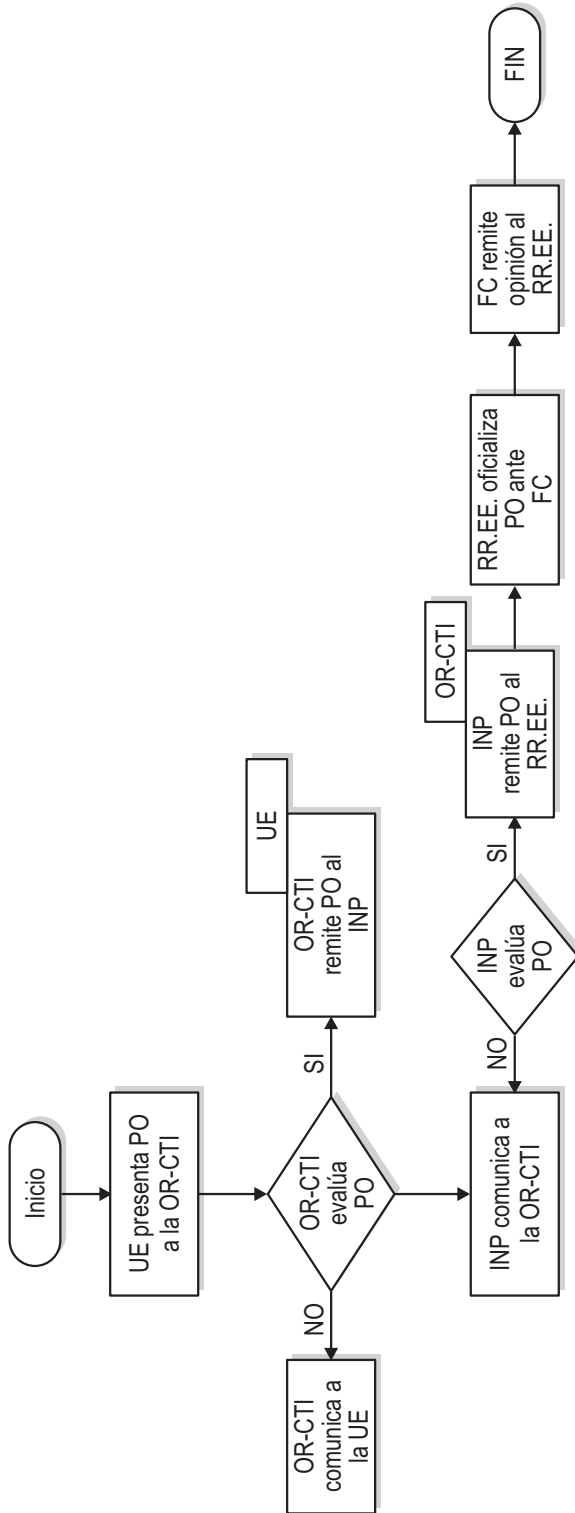 Inicio
UE presenta PO
a la OR-CTI
OR-CTI
evalúa
PO
NO
SI
OR-CTI
comunica a
la UE
OR-CTI
remite PO al
INP
UE
INP comunica a
la OR-CTI
NO
INP
evalúa
PO
SI
INP
remite PO al
RR.EE.
OR-CTI
RR.EE. oficializa
PO ante
FC
FC remite
opinión al
RR.EE.
FIN